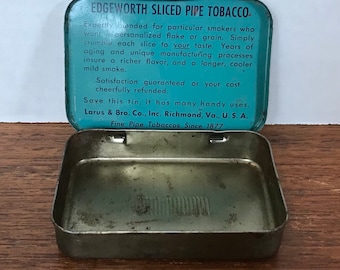 EDGEWORTH SLICED PIPE TOBACCO
Expertly blended for particular smokers who
want a personalized flake or grain. Simply
crumble each slice to your taste. Years of
aging and unique manufacturing processes
insure a richer flavor, and a longer, cooler
mild smoke.
Satisfaction guaranteed or your cost
cheerfully refunded.
Save this tin, it has many handy uses.
Larus & Bro. Co., Inc. Richmond, Va., U. S. A.
Fine Pipe Tobaccos Since 1877